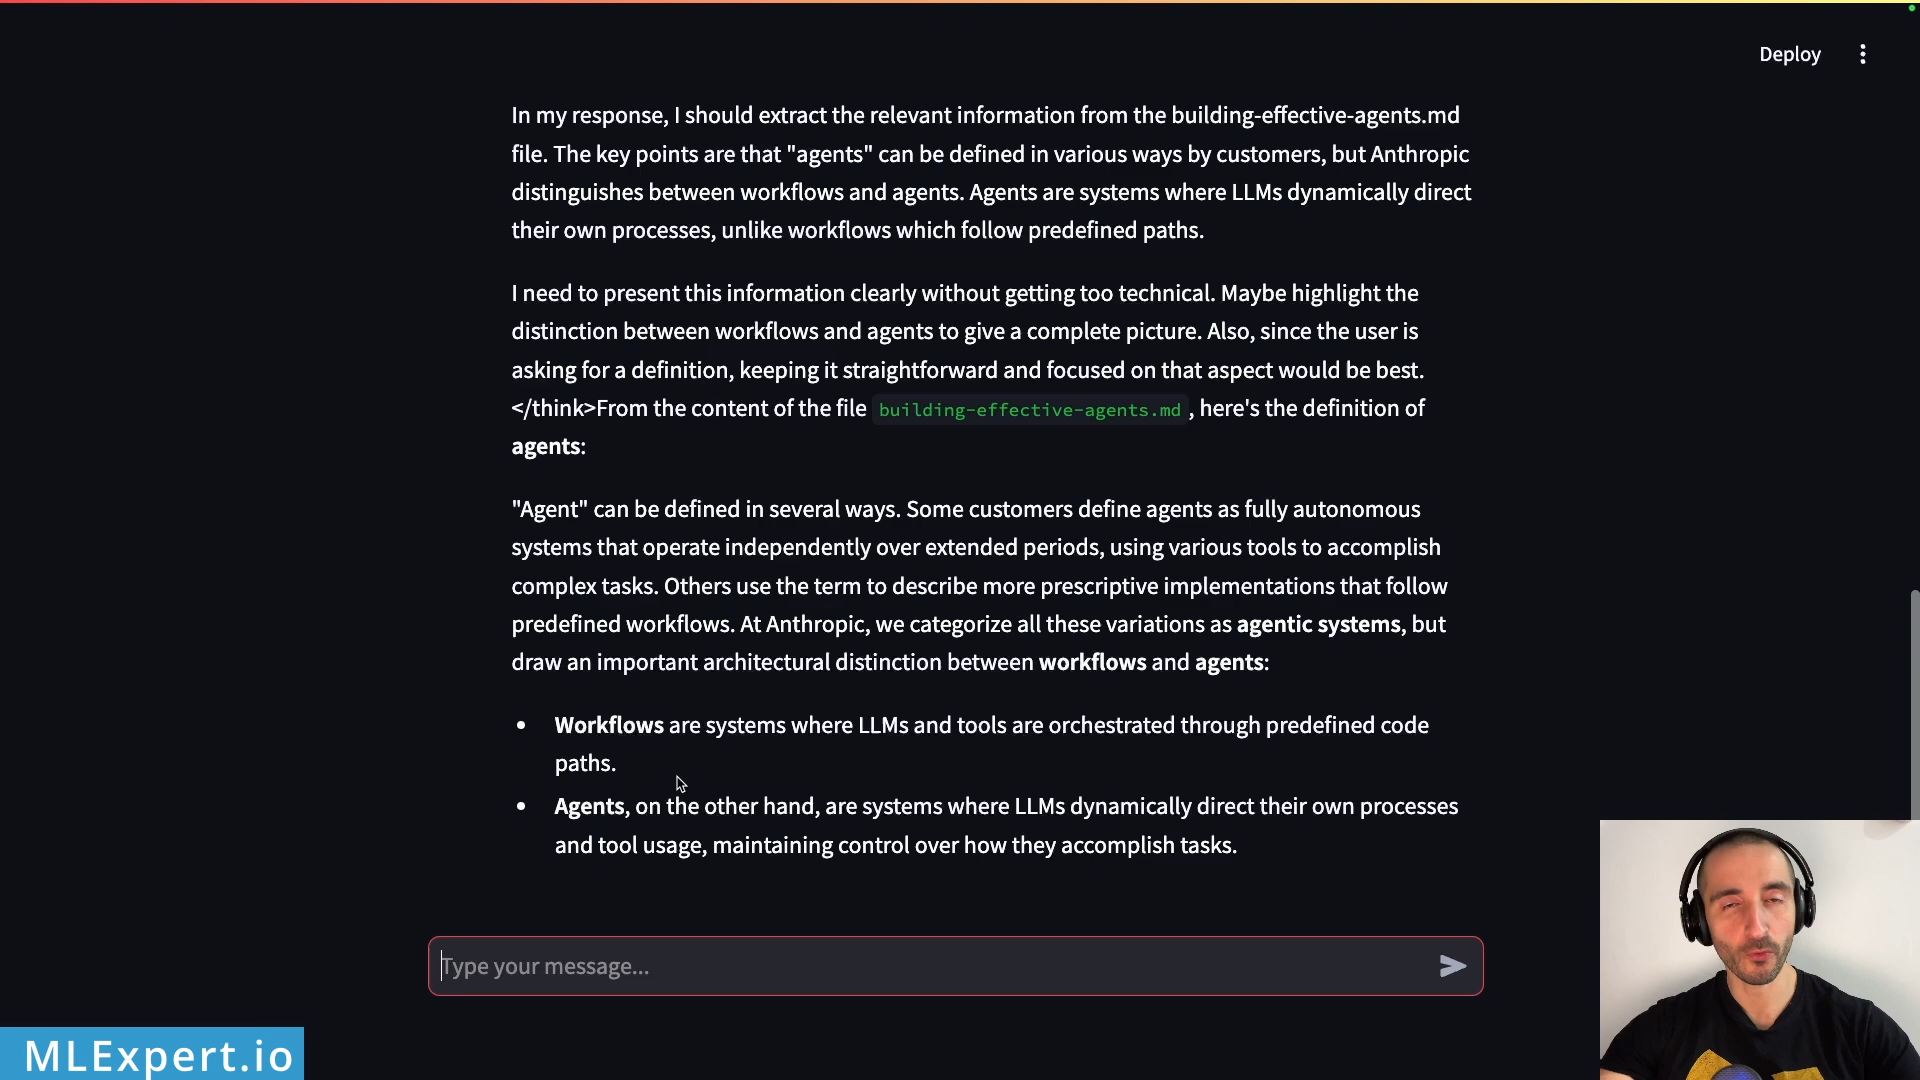 Deploy
In my response, I should extract the relevant information from the building-effective-agents.md
file. The key points are that "agents" can be defined in various ways by customers, but Anthropic
distinguishes between workflows and agents. Agents are systems where LLMs dynamically direct
their own processes, unlike workflows which follow predefined paths.
I need to present this information clearly without getting too technical. Maybe highlight the
distinction between workflows and agents to give a complete picture. Also, since the user is
asking for a definition, keeping it straightforward and focused on that aspect would be best.
</think>From the content of the file building-effective-agents.md, here's the definition of
agents:
"Agent" can be defined in several ways. Some customers define agents as fully autonomous
systems that operate independently over extended periods, using various tools to accomplish
complex tasks. Others use the term to describe more prescriptive implementations that follow
predefined workflows. At Anthropic, we categorize all these variations as agentic systems, but
draw an important architectural distinction between workflows and agents:
• Workflows are systems where LLMs and tools are orchestrated through predefined code
paths.
• Agents, on the other hand, are systems where LLMs dynamically direct their own processes
and tool usage, maintaining control over how they accomplish tasks.
Type your message...
MLExpert.io